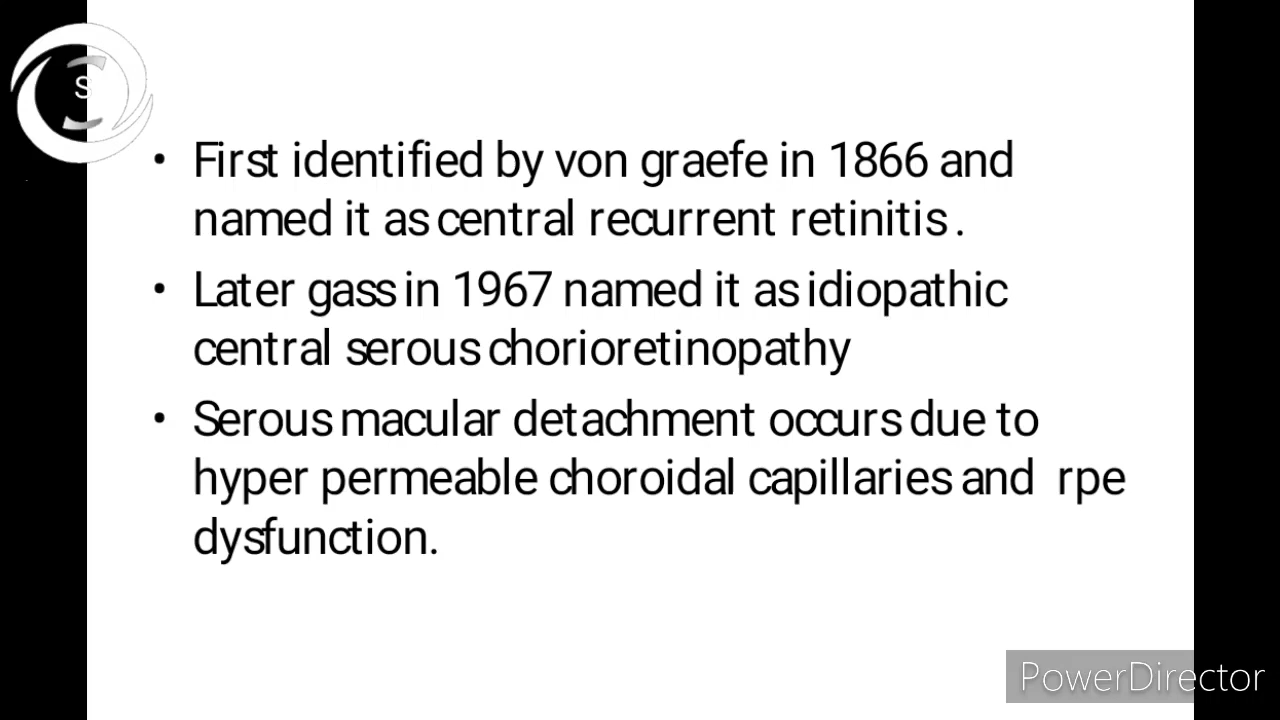 S
• First identified by von graefe in 1866 and
named it as central recurrent retinitis .
• Later gass in 1967 named it as idiopathic
central serous chorioretinopathy
• Serous macular detachment occurs due to
hyper permeable choroidal capillaries and rpe
dysfunction.
PowerDirector